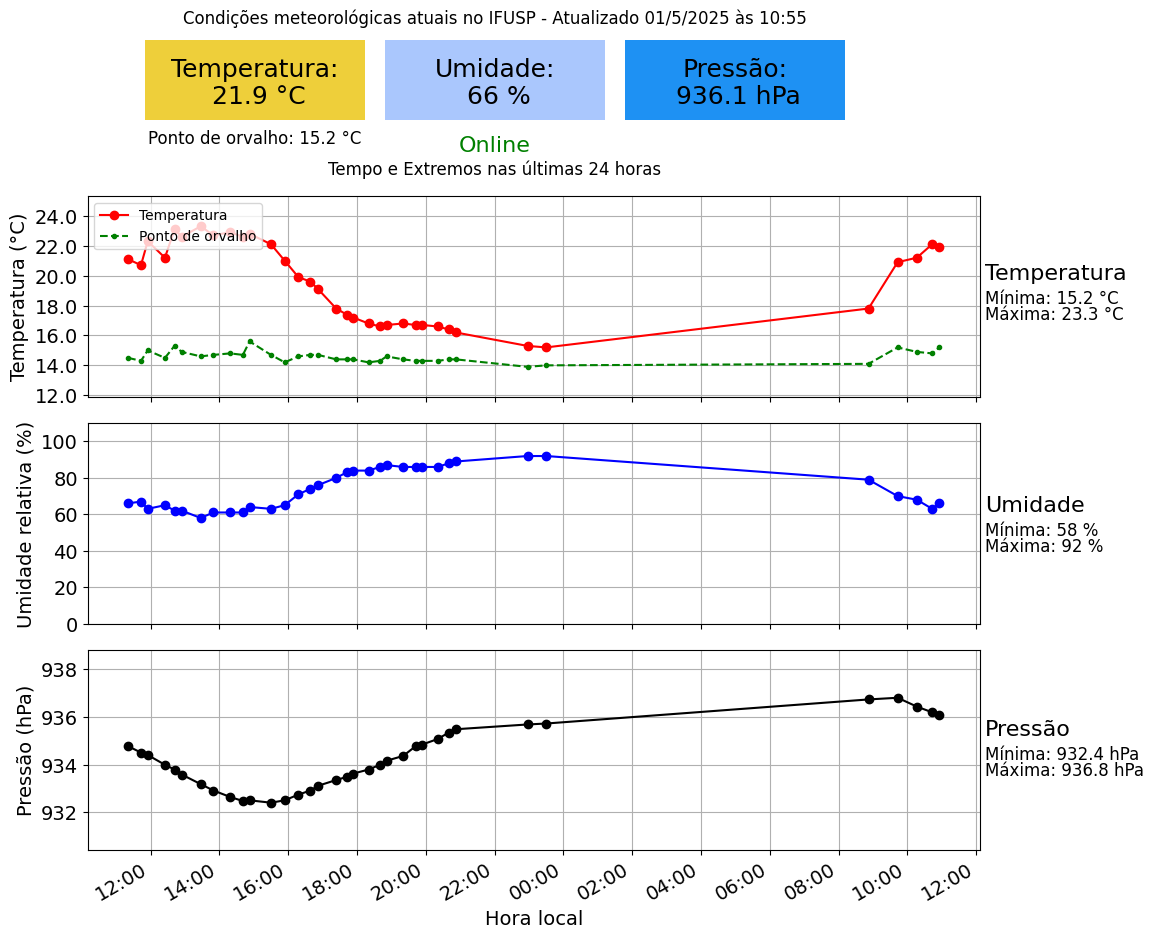 Condições meteorológicas atuais no IFUSP - Atualizado 01/5/2025 às 10:55
Temperatura:
21.9 °C
Umidade:
66 %
Pressão:
936.1 hPa
Ponto de orvalho: 15.2 °C
Online
Tempo e Extremos nas últimas 24 horas
Temperatura (°C)
24.0
22.0
20.0
18.0
16.0
14.0
12.0
Temperatura
Ponto de orvalho
Temperatura
Mínima: 15.2 °C
Máxima: 23.3 °C
Umidade relativa (%)
100
80
60
40
20
0
Umidade
Mínima: 58 %
Máxima: 92 %
Pressão (hPa)
938
936
934
932
Pressão
Mínima: 932.4 hPa
Máxima: 936.8 hPa
12:00 14:00 16:00 18:00 20:00 22:00 00:00 02:00 04:00 06:00 08:00 10:00 12:00
Hora local